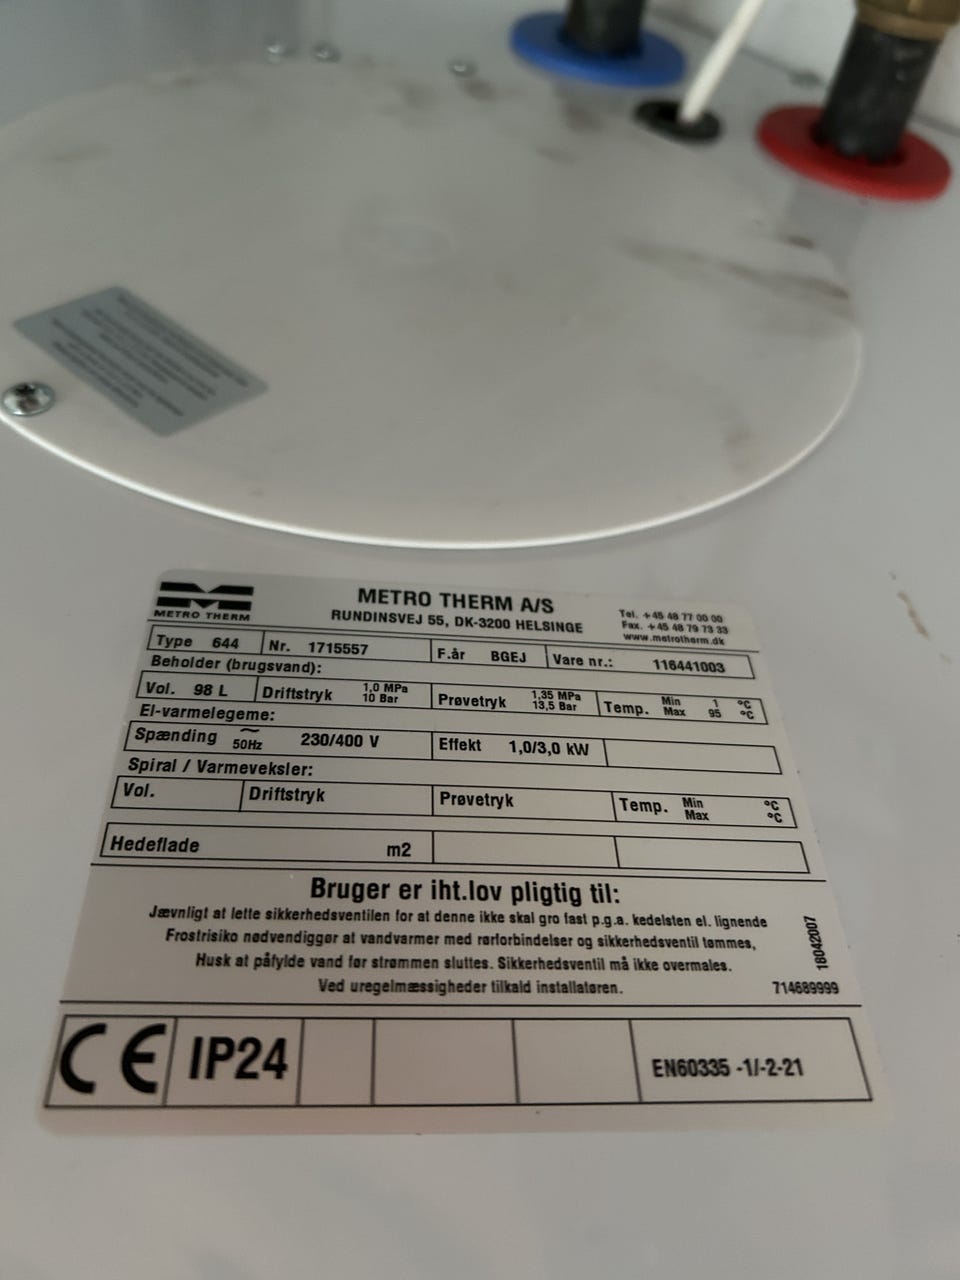 METRO THERM
METRO THERM A/S
RUNDINSVEJ 55, DK-3200 HELSINGE
Tel. +45 48 77 00 00
Fax. +45 48 79 73 33
www.metrotherm.dk
Type 644 Nr. 1715557 F.år BGEJ Vare nr.: 116441003
Beholder (brugsvand):
Vol. 98 L Driftstryk 1,0 MPa 10 Bar Prøvetryk 1,35 MPa 13,5 Bar Temp. Min 1 °C Max 95 °C
El-varmelegeme:
Spænding ~ 50Hz 230/400 V Effekt 1,0/3,0 kW
Spiral / Varmeveksler:
Vol. Driftstryk Prøvetryk Temp. Min °C Max °C
Hedeflade m2
Bruger er iht.lov pligtig til:
Jævnligt at lette sikkerhedsventilen for at denne ikke skal gro fast p.g.a. kedelsten el. lignende
Frostrisiko nødvendiggør at vandvarmer med rørforbindelser og sikkerhedsventil tømmes,
Husk at påfylde vand før strømmen sluttes. Sikkerhedsventil må ikke overmales.
Ved uregelmæssigheder tilkald installatøren.
18042007
714689999
CE IP24 EN60335 -1/-2-21